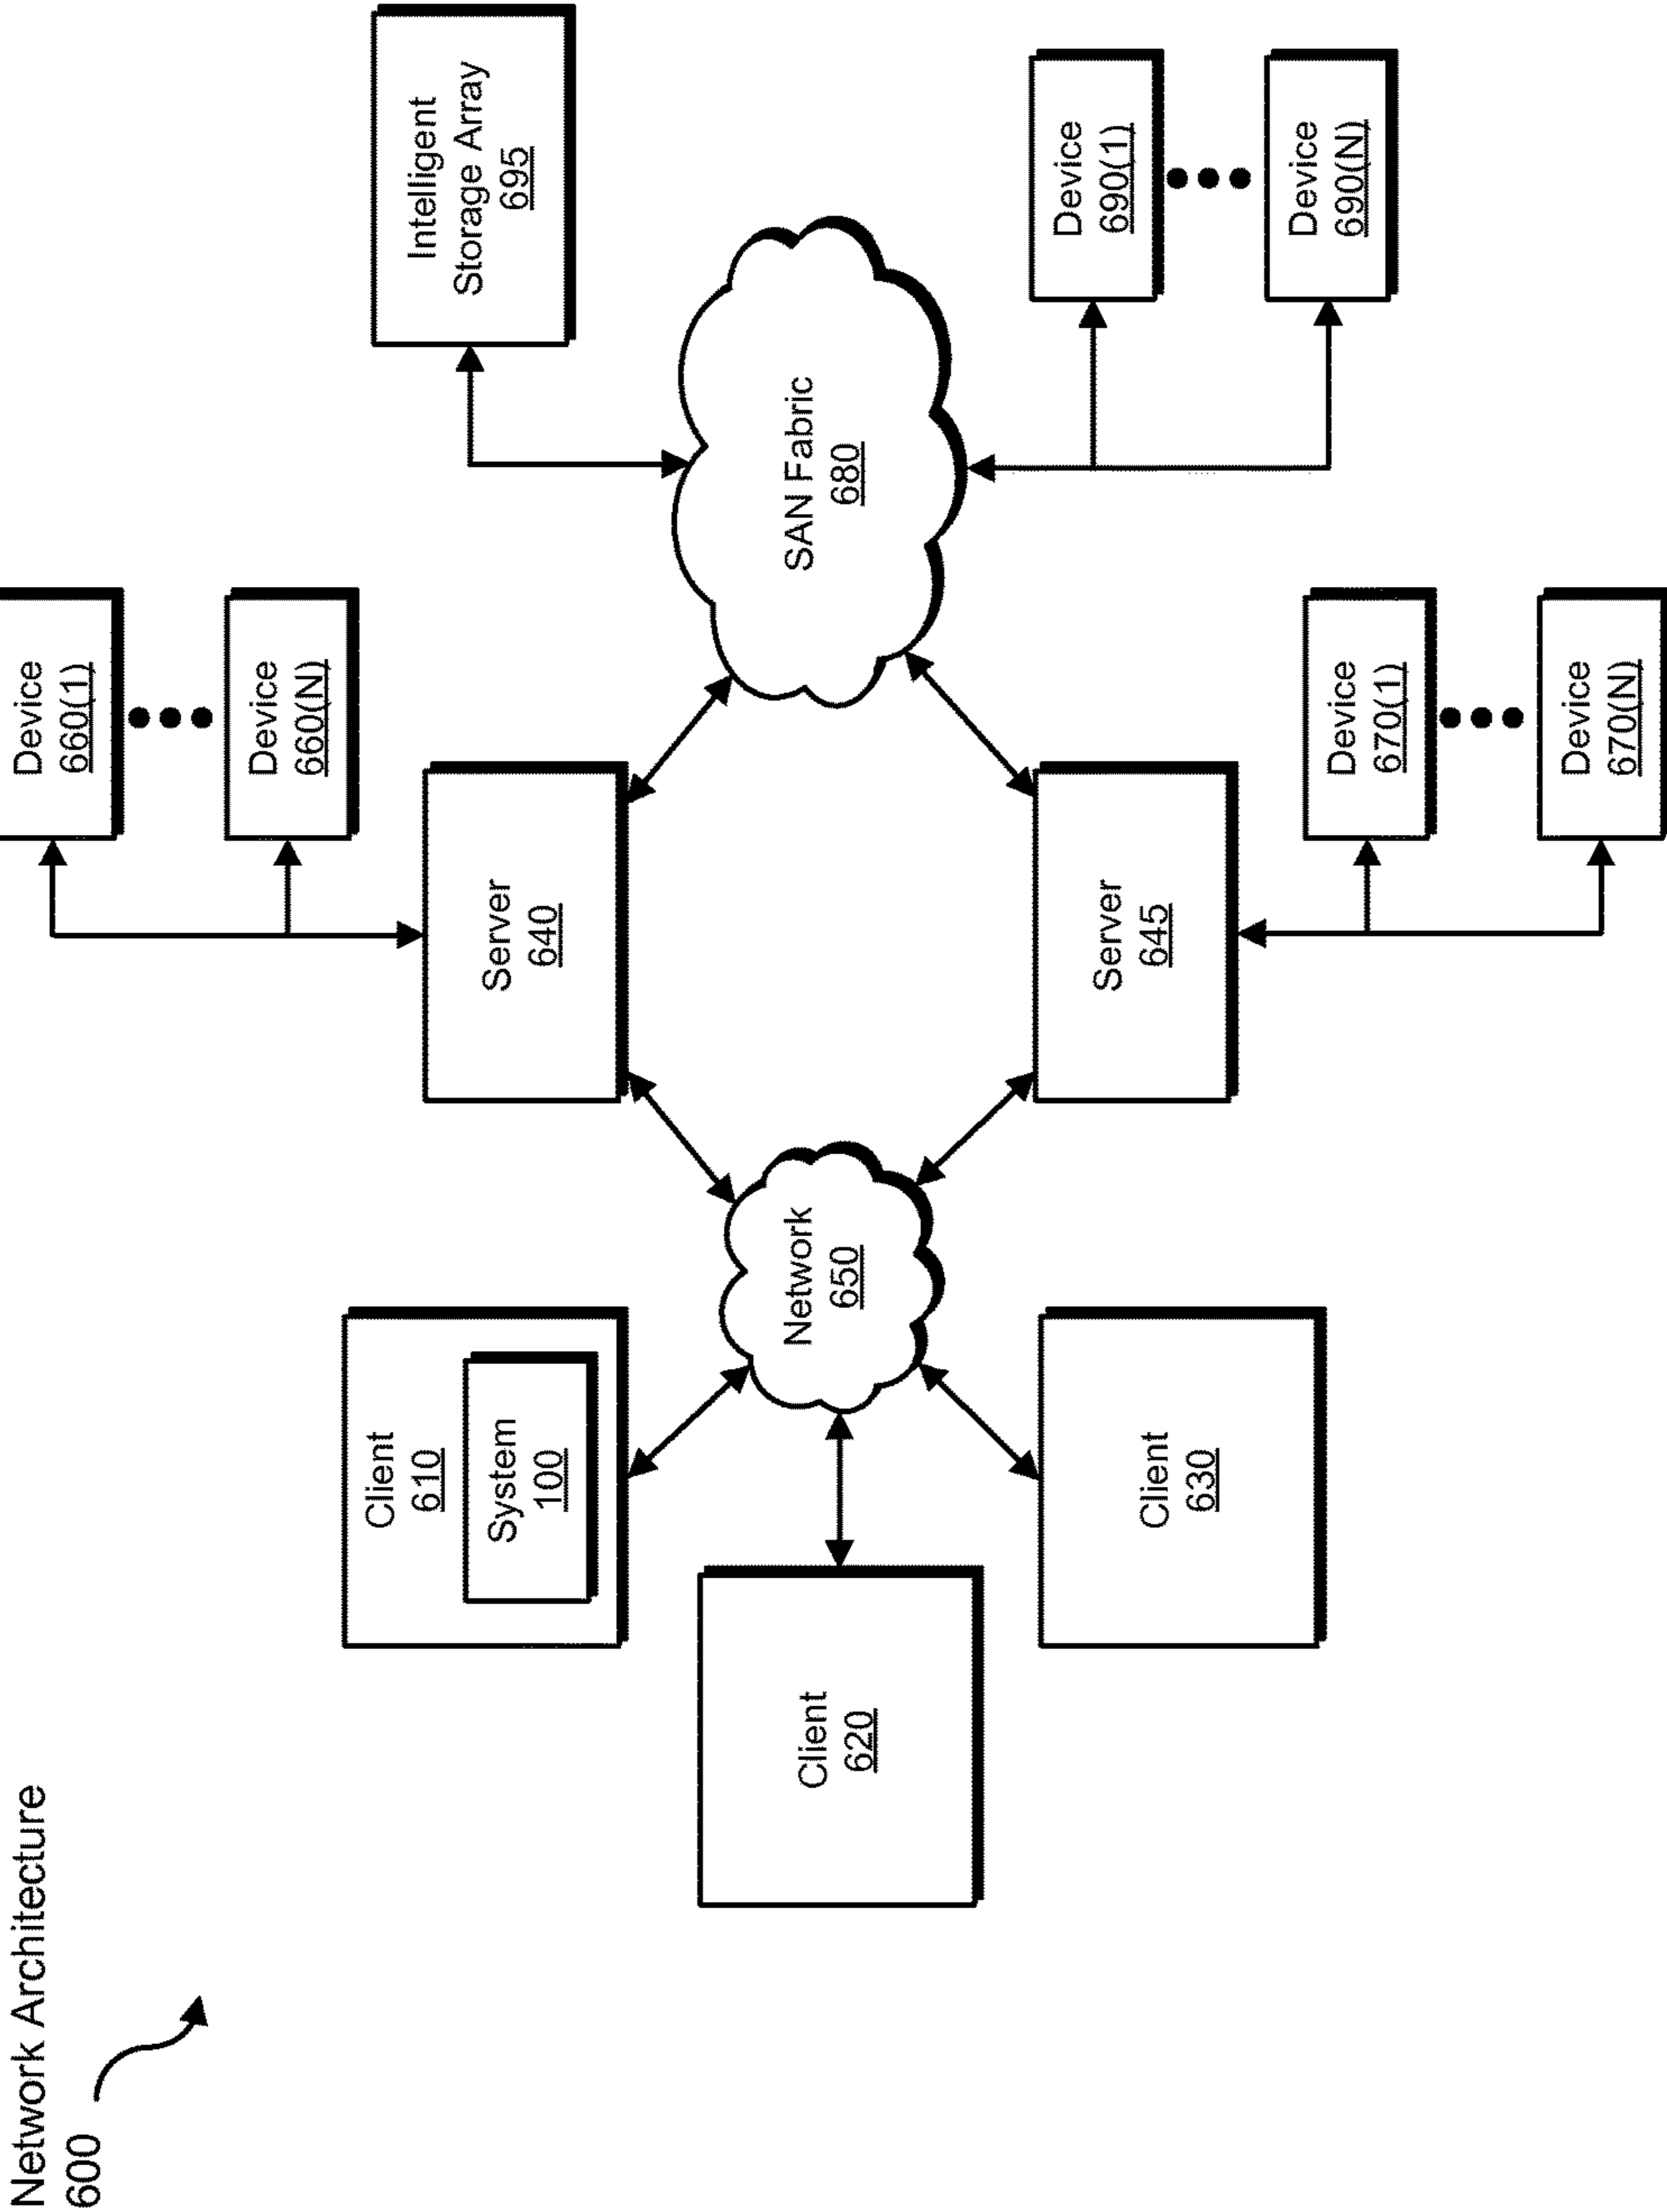 Network Architecture
600
Client
610
System
100
Client
620
Client
630
Network
650
Device
660(1)
Device
660(N)
Server
640
Server
645
Device
670(1)
Device
670(N)
SAN Fabric
680
Intelligent
Storage Array
695
Device
690(1)
Device
690(N)